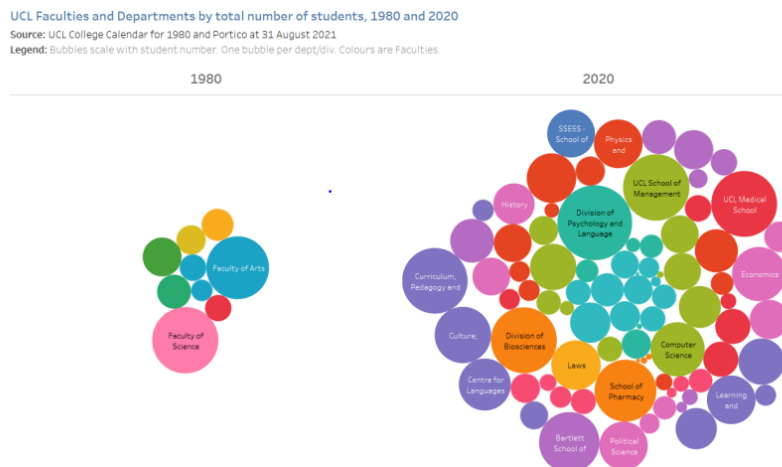 UCL Faculties and Departments by total number of students, 1980 and 2020
Source: UCL College Calendar for 1980 and Portico at 31 August 2021
Legend: Bubbles scale with student number. One bubble per dept/div. Colours are Faculties.
1980
2020
Faculty of Arts
Faculty of
Science
SSEES -
School of
Physics
and
UCL School of
Management
UCL Medical
School
History
Division of
Psychology and
Language
Curriculum,
Pedagogy and
Economics
Culture,
Division of
Biosciences
Computer
Science
Laws
Centre for
Languages
School of
Pharmacy
Learning
and
Bartlett
School of
Political
Science